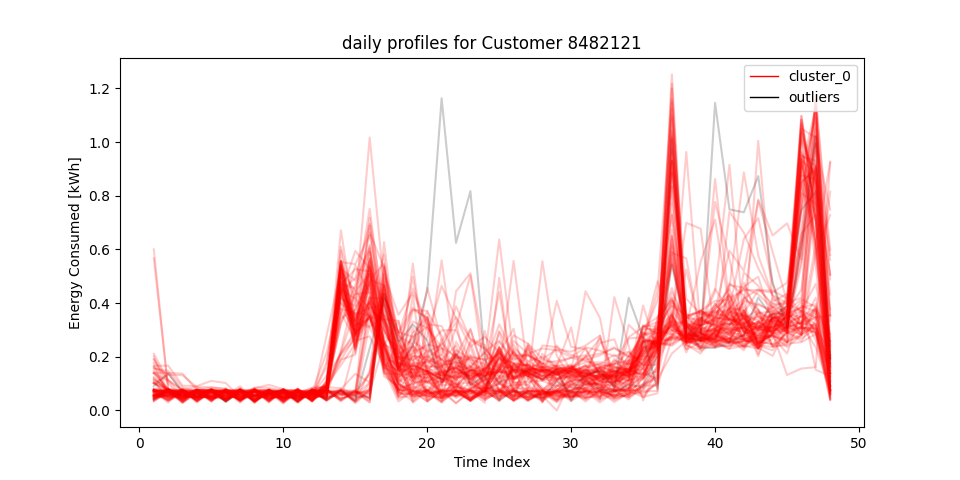 daily profiles for Customer 8482121
cluster_0
outliers
Energy Consumed [kWh]
1.2
1.0
0.8
0.6
0.4
0.2
0.0
0 10 20 30 40 50
Time Index